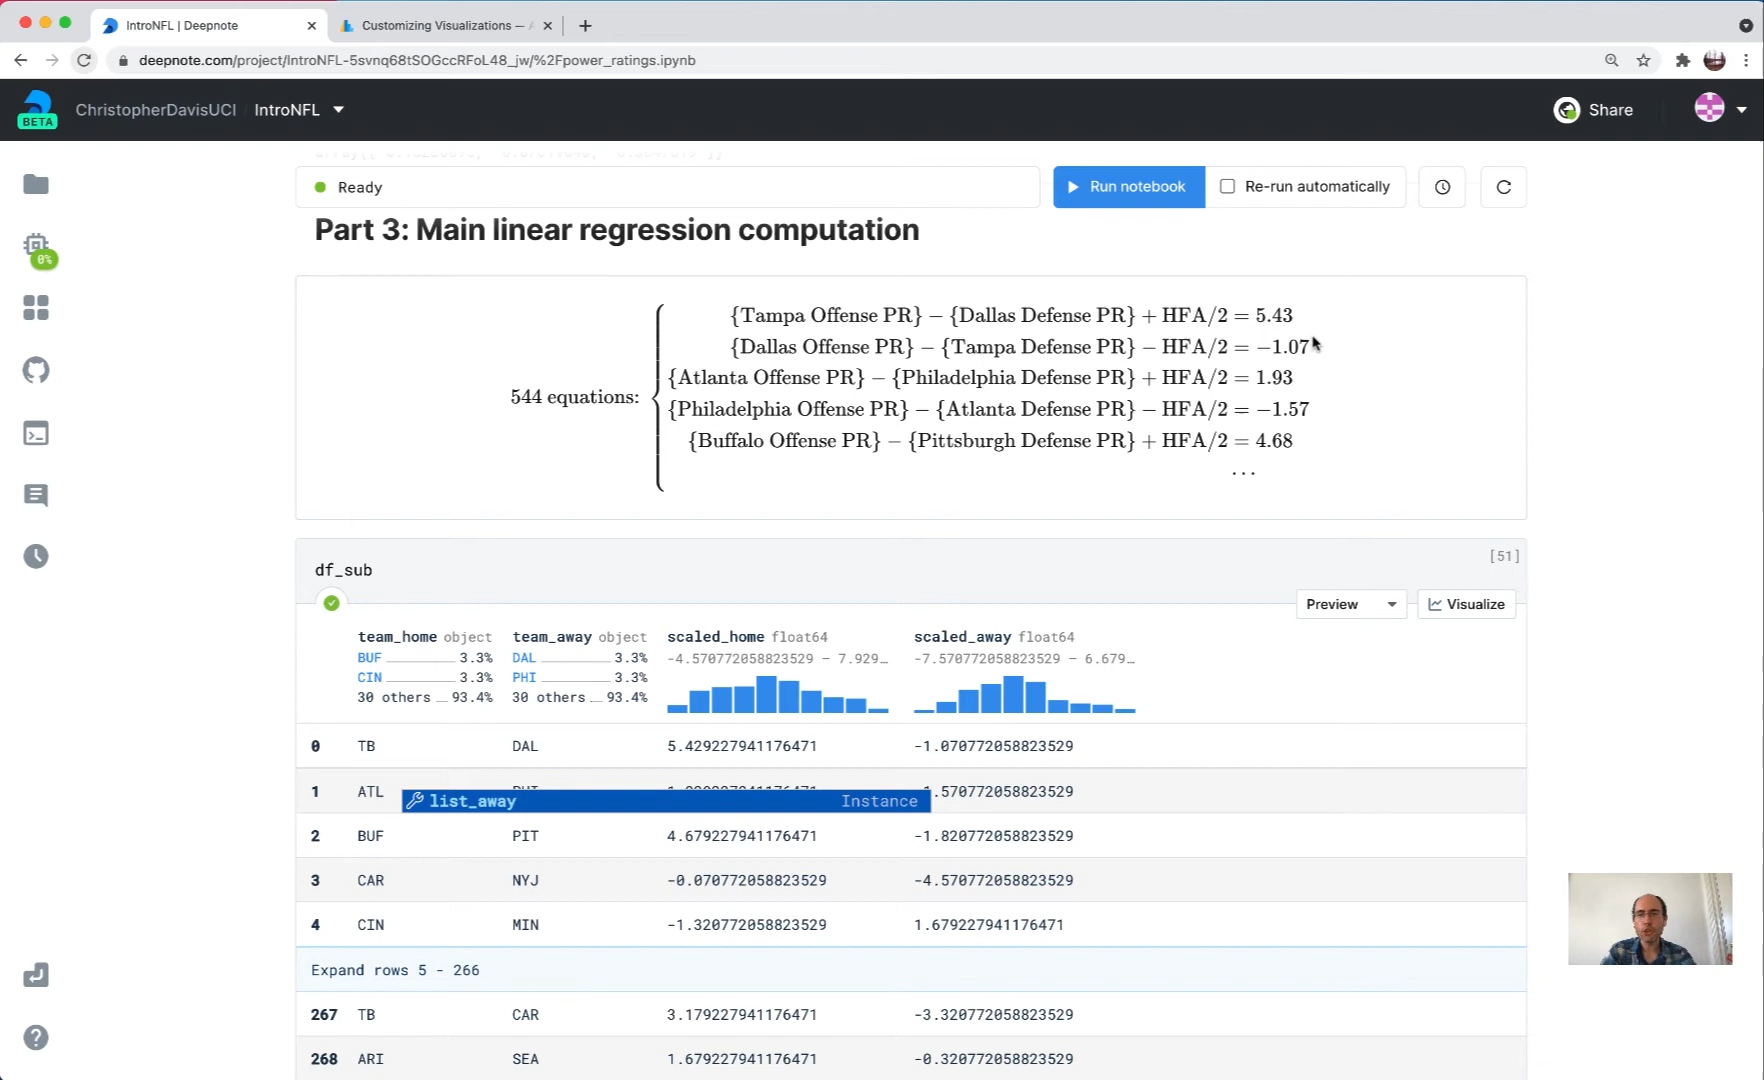 IntroNFL | Deepnote
Customizing Visualizations —
deepnote.com/project/IntroNFL-5svnq68tSOGccRFoL48_jw/%2Fpower_ratings.ipynb
BETA
ChristopherDavisUCI IntroNFL
Share
Ready
Run notebook
Re-run automatically
Part 3: Main linear regression computation
0%
{Tampa Offense PR} − {Dallas Defense PR} + HFA/2 = 5.43
{Dallas Offense PR} − {Tampa Defense PR} − HFA/2 = −1.07
{Atlanta Offense PR} − {Philadelphia Defense PR} + HFA/2 = 1.93
544 equations:
{Philadelphia Offense PR} − {Atlanta Defense PR} − HFA/2 = −1.57
{Buffalo Offense PR} − {Pittsburgh Defense PR} + HFA/2 = 4.68
...
[51]
df_sub
Preview
Visualize
team_home object team_away object scaled_home float64 scaled_away float64
BUF 3.3% DAL 3.3% -4.570772058823529 – 7.929… -7.570772058823529 – 6.679…
CIN 3.3% PHI 3.3%
30 others 93.4% 30 others 93.4%
0 TB DAL 5.429227941176471 -1.070772058823529
1 ATL .570772058823529
list_away Instance
2 BUF PIT 4.679227941176471 -1.820772058823529
3 CAR NYJ -0.070772058823529 -4.570772058823529
4 CIN MIN -1.320772058823529 1.679227941176471
Expand rows 5 - 266
267 TB CAR 3.179227941176471 -3.320772058823529
268 ARI SEA 1.679227941176471 -0.320772058823529